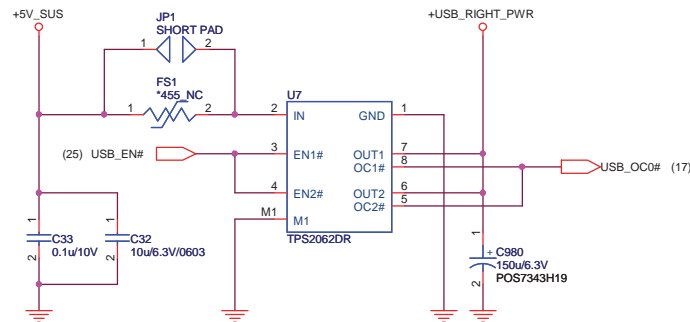 +5V_SUS
JP1
SHORT PAD
1 2
+USB_RIGHT_PWR
FS1
*455_NC
1 2
U7
2 IN GND 1
(25) USB_EN#
3 EN1# OUT1 7
OC1# 8
USB_OC0# (17)
4 EN2# OUT2 6
OC2# 5
M1 M1
TPS2062DR
1
C33
0.1u/10V
2
1
C32
10u/6.3V/0603
2
1
+ C980
150u/6.3V
POS7343H19
2